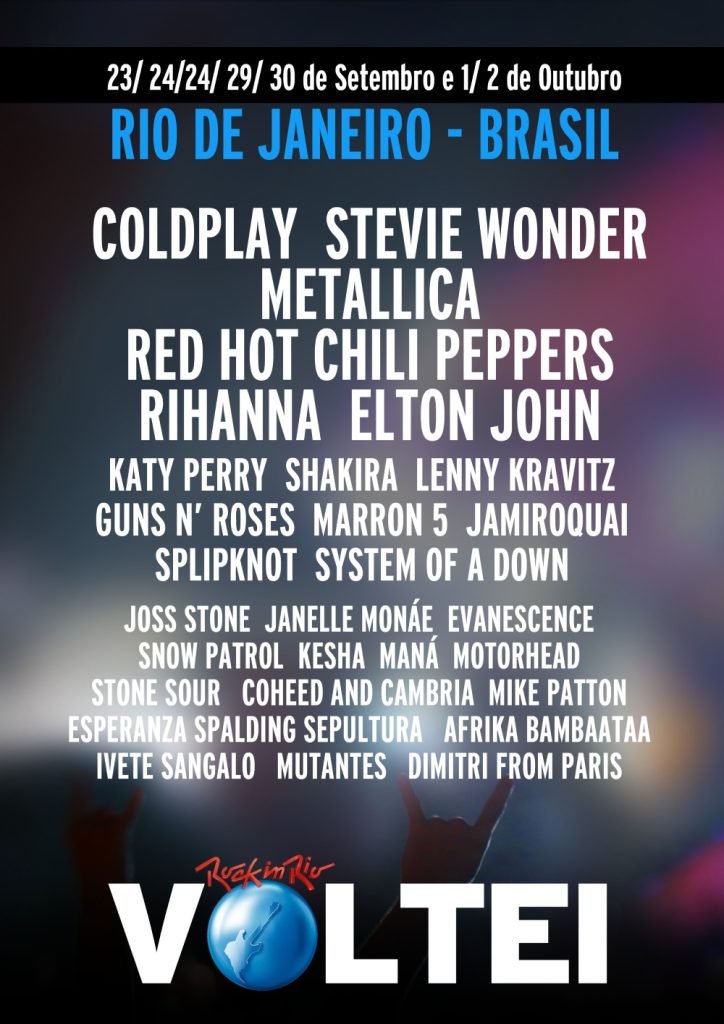 23/ 24/24/ 29/ 30 de Setembro e 1/ 2 de Outubro
RIO DE JANEIRO - BRASIL
COLDPLAY STEVIE WONDER
METALLICA
RED HOT CHILI PEPPERS
RIHANNA ELTON JOHN
KATY PERRY SHAKIRA LENNY KRAVITZ
GUNS N' ROSES MARRON 5 JAMIROQUAI
SPLIPKNOT SYSTEM OF A DOWN
JOSS STONE JANELLE MONÁE EVANESCENCE
SNOW PATROL KESHA MANÁ MOTORHEAD
STONE SOUR COHEED AND CAMBRIA MIKE PATTON
ESPERANZA SPALDING SEPULTURA AFRIKA BAMBAATAA
IVETE SANGALO MUTANTES DIMITRI FROM PARIS
Rock in Rio
VOLTEI